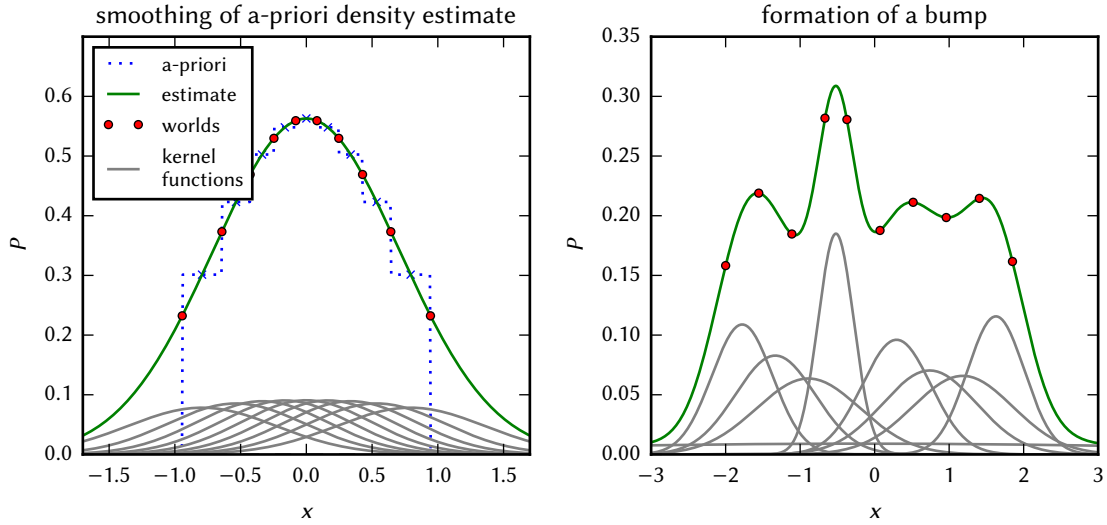 smoothing of a-priori density estimate
0.6
0.5
0.4
0.3
0.2
0.1
0.0
P
a-priori
estimate
worlds
kernel
functions
−1.5 −1.0 −0.5 0.0 0.5 1.0 1.5
x
formation of a bump
0.35
0.30
0.25
0.20
0.15
0.10
0.05
0.00
P
−3 −2 −1 0 1 2 3
x